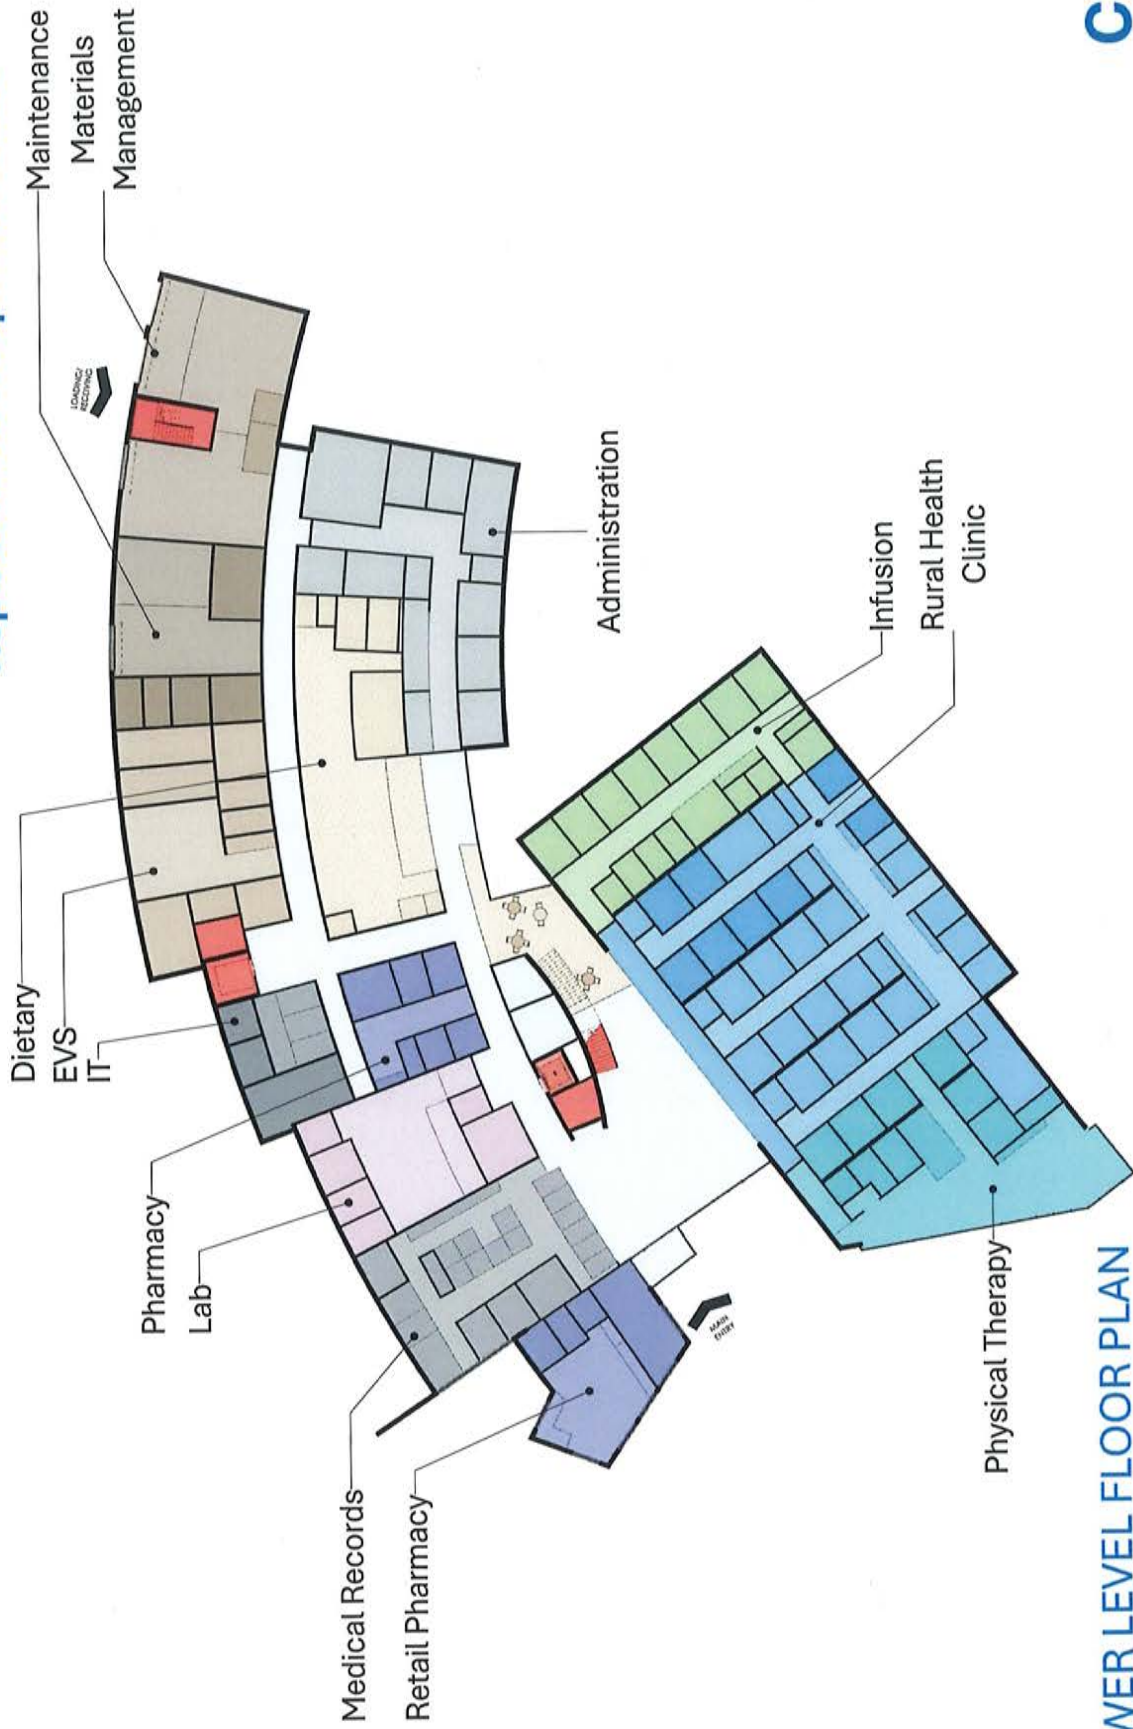 Maintenance
Materials
Management
LOADING/
RECEIVING
Dietary
EVS
IT
Administration
Infusion
Rural Health
Clinic
Pharmacy
Lab
MAIN
ENTRY
Medical Records
Retail Pharmacy
Physical Therapy
WER LEVEL FLOOR PLAN
C